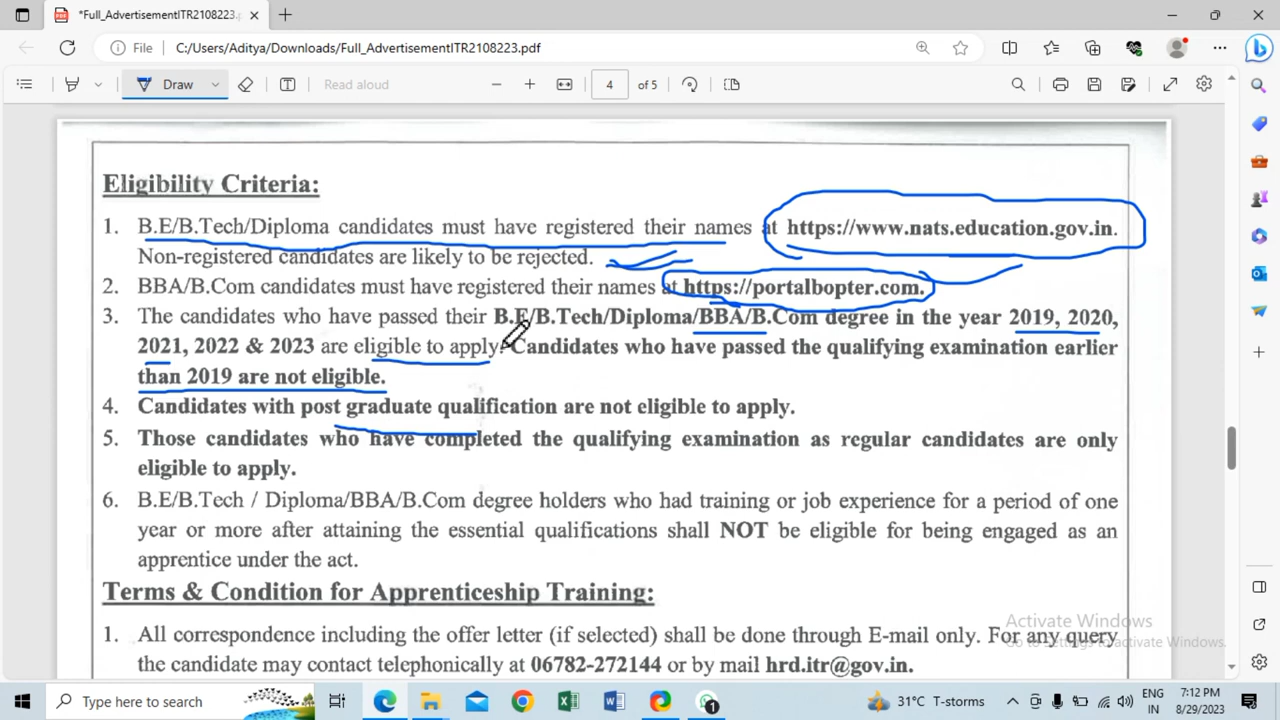 *Full_AdvertisementITR2108223.p
File
C:/Users/Aditya/Downloads/Full_AdvertisementITR2108223.pdf
Draw
Read aloud
4
of 5
Eligibility Criteria:
1. B.E/B.Tech/Diploma candidates must have registered their names at https://www.nats.education.gov.in.
Non-registered candidates are likely to be rejected.
2. BBA/B.Com candidates must have registered their names at https://portalbopter.com.
3. The candidates who have passed their B.E/B.Tech/Diploma/BBA/B.Com degree in the year 2019, 2020,
2021, 2022 & 2023 are eligible to apply. Candidates who have passed the qualifying examination earlier
than 2019 are not eligible.
4. Candidates with post graduate qualification are not eligible to apply.
5. Those candidates who have completed the qualifying examination as regular candidates are only
eligible to apply.
6. B.E/B.Tech / Diploma/BBA/B.Com degree holders who had training or job experience for a period of one
year or more after attaining the essential qualifications shall NOT be eligible for being engaged as an
apprentice under the act.
Terms & Condition for Apprenticeship Training:
1. All correspondence including the offer letter (if selected) shall be done through E-mail only. For any query
the candidate may contact telephonically at 06782-272144 or by mail hrd.itr@gov.in.
Activate Windows
Go to Settings to activate Windows.
Type here to search
1
31°C T-storms
ENG
IN
7:12 PM
8/29/2023